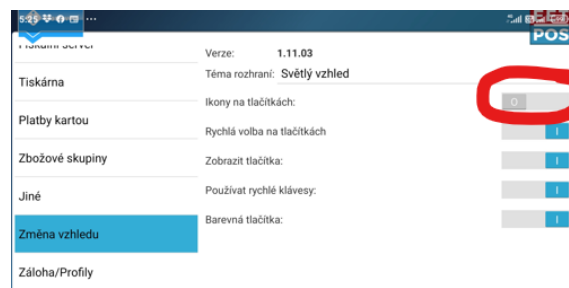 5:25
POS
Verze: 1.11.03
Tiskárna
Téma rozhraní: Světlý vzhled
Ikony na tlačítkách: O
Platby kartou
Rychlá volba na tlačítkách I
Zbožové skupiny
Zobrazit tlačítka: I
Jiné
Používat rychlé klávesy: I
Změna vzhledu
Barevná tlačítka: I
Záloha/Profily